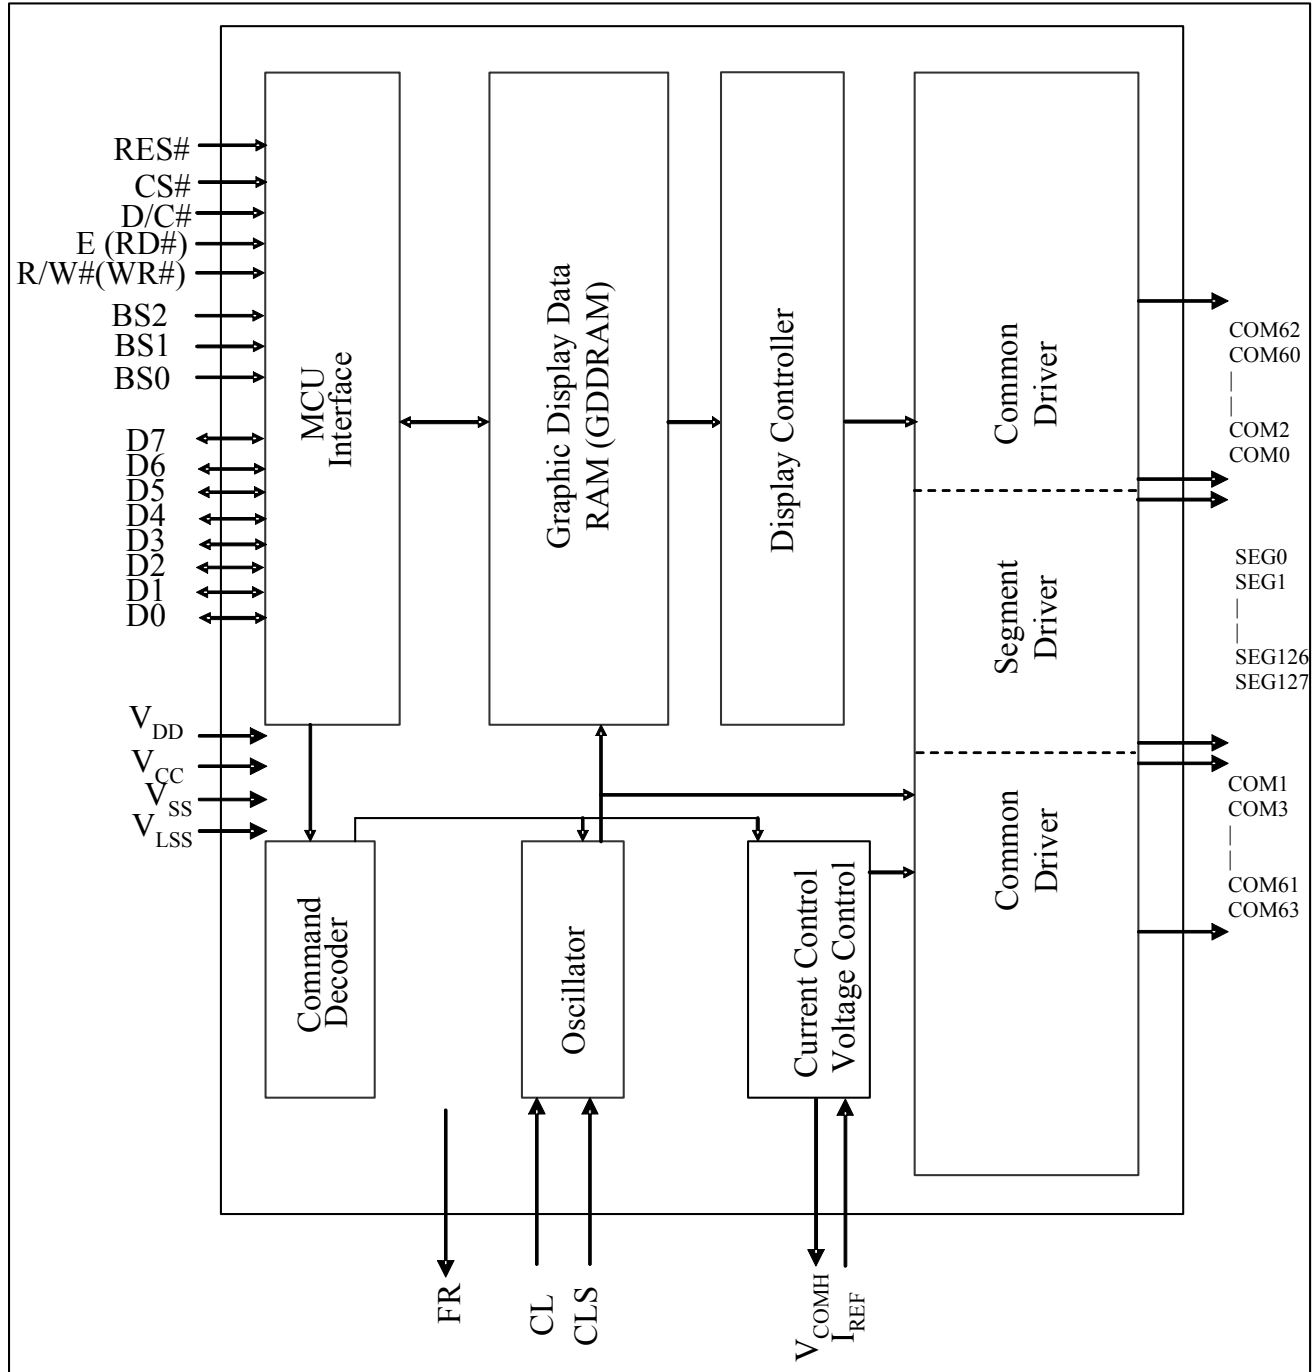 RES#
CS#
D/C#
E (RD#)
R/W#(WR#)
BS2
BS1
BS0
D7
D6
D5
D4
D3
D2
D1
D0
VDD
VCC
VSS
VLSS
MCU
Interface
Graphic Display Data
RAM (GDDRAM)
Display Controller
Common
Driver
Segment
Driver
Common
Driver
Command
Decoder
Oscillator
Current Control
Voltage Control
COM62
COM60
|
|
COM2
COM0
SEG0
SEG1
|
|
SEG126
SEG127
COM1
COM3
|
|
COM61
COM63
FR
CL
CLS
VCOMH
IREF